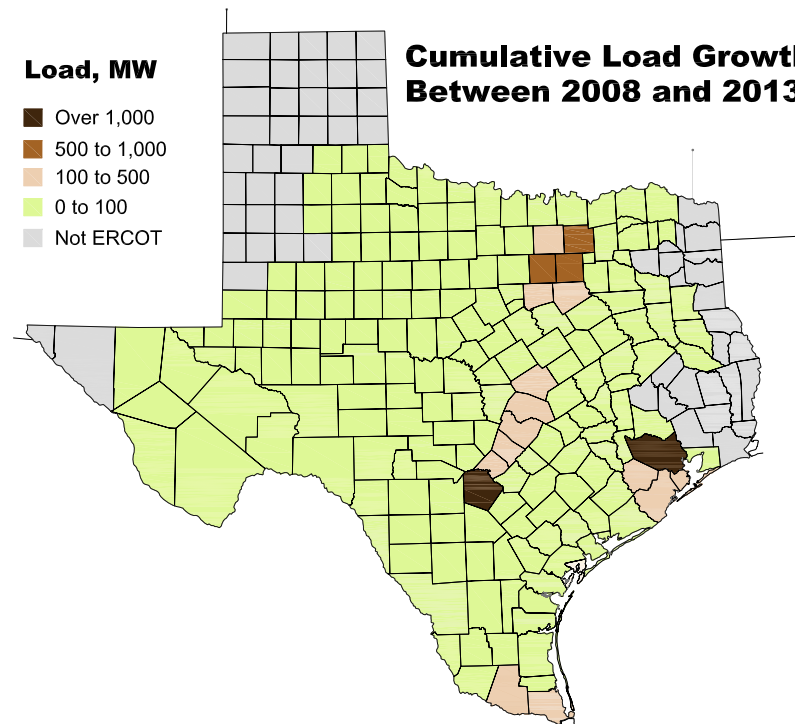 Cumulative Load Growth
Between 2008 and 2013
Load, MW
Over 1,000
500 to 1,000
100 to 500
0 to 100
Not ERCOT